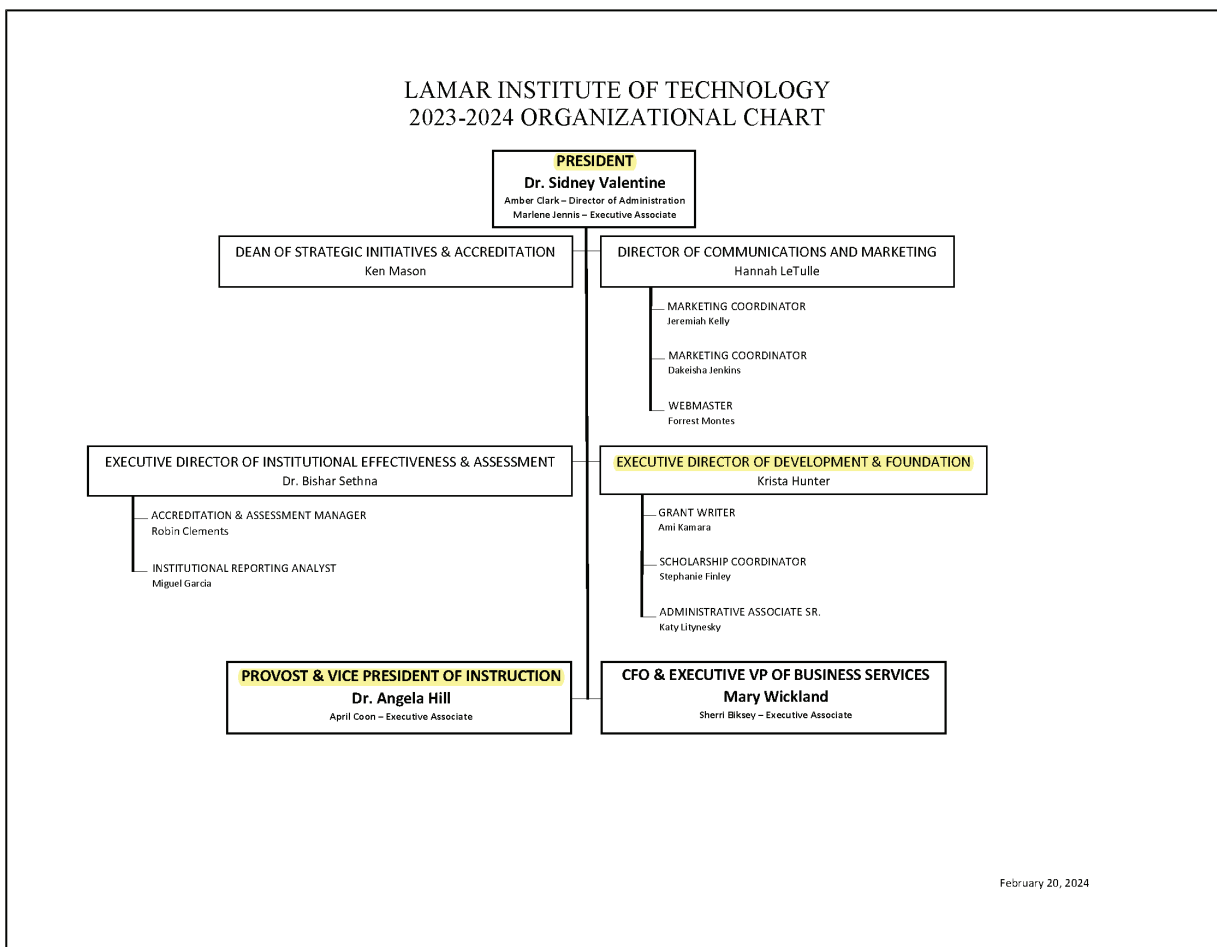 LAMAR INSTITUTE OF TECHNOLOGY
2023-2024 ORGANIZATIONAL CHART
PRESIDENT
Dr. Sidney Valentine
Amber Clark – Director of Administration
Marlene Jennis – Executive Associate
DEAN OF STRATEGIC INITIATIVES & ACCREDITATION
Ken Mason
DIRECTOR OF COMMUNICATIONS AND MARKETING
Hannah LeTulle
MARKETING COORDINATOR
Jeremiah Kelly
MARKETING COORDINATOR
Dakeisha Jenkins
WEBMASTER
Forrest Montes
EXECUTIVE DIRECTOR OF INSTITUTIONAL EFFECTIVENESS & ASSESSMENT
Dr. Bishar Sethna
ACCREDITATION & ASSESSMENT MANAGER
Robin Clements
INSTITUTIONAL REPORTING ANALYST
Miguel Garcia
EXECUTIVE DIRECTOR OF DEVELOPMENT & FOUNDATION
Krista Hunter
GRANT WRITER
Ami Kamara
SCHOLARSHIP COORDINATOR
Stephanie Finley
ADMINISTRATIVE ASSOCIATE SR.
Katy Litynesky
PROVOST & VICE PRESIDENT OF INSTRUCTION
Dr. Angela Hill
April Coon – Executive Associate
CFO & EXECUTIVE VP OF BUSINESS SERVICES
Mary Wickland
Sherri Biksey – Executive Associate
February 20, 2024